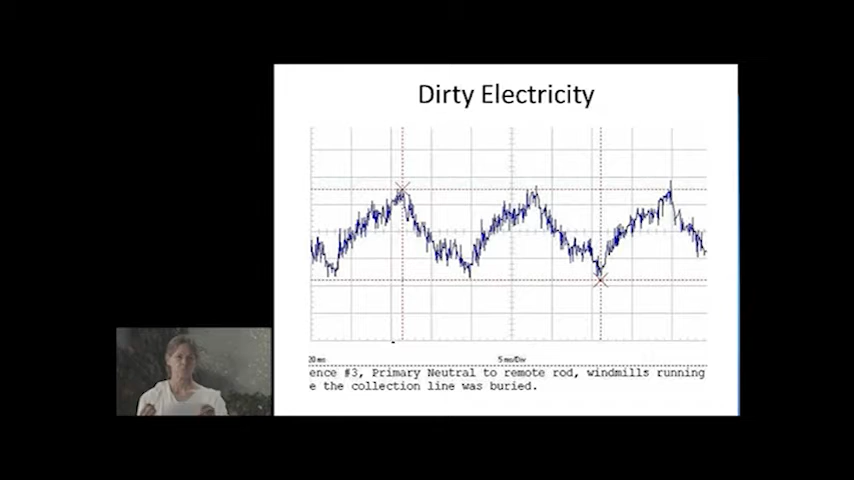 Dirty Electricity
20 ms
5 ms/Div
ence #3, Primary Neutral to remote rod, windmills running
e the collection line was buried.